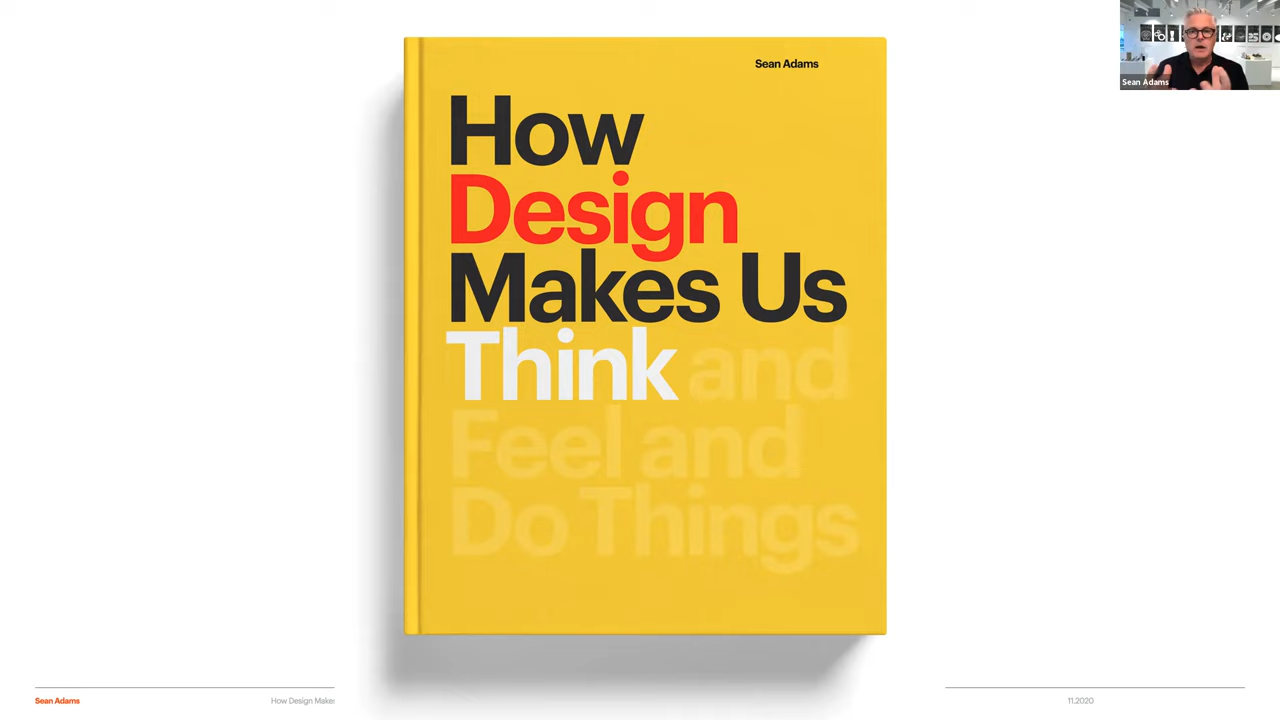 Sean Adams
How
Design
Makes Us
Think and
Feel and
Do Things
Sean Adams
Sean Adams
How Design Make
11.2020